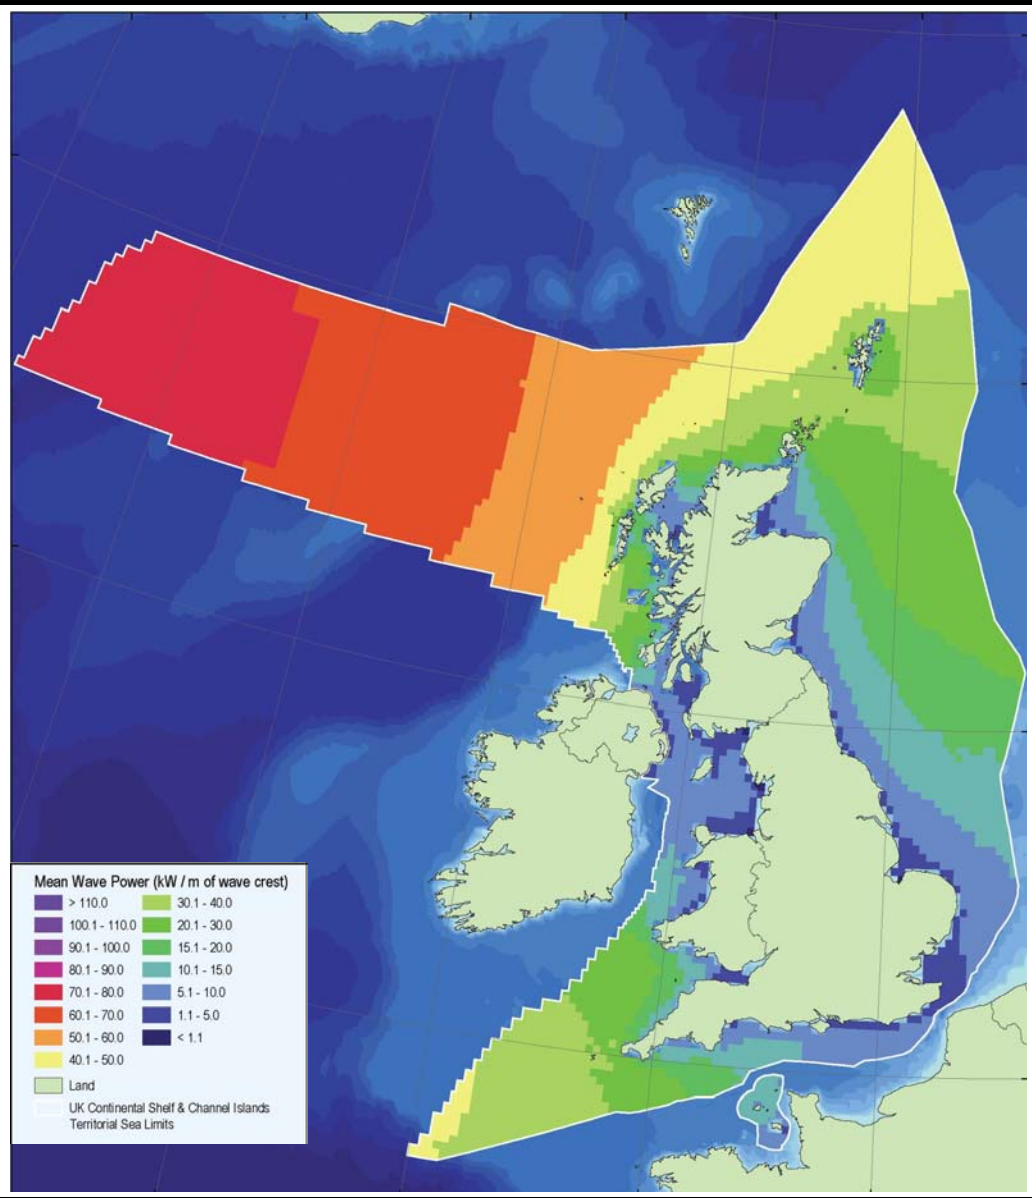 Mean Wave Power (kW / m of wave crest)
> 110.0
100.1 - 110.0
90.1 - 100.0
80.1 - 90.0
70.1 - 80.0
60.1 - 70.0
50.1 - 60.0
40.1 - 50.0
30.1 - 40.0
20.1 - 30.0
15.1 - 20.0
10.1 - 15.0
5.1 - 10.0
1.1 - 5.0
< 1.1
Land
UK Continental Shelf & Channel Islands
Territorial Sea Limits